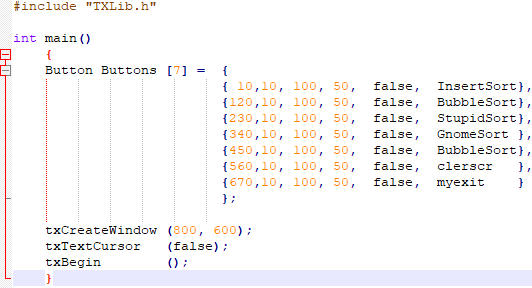 #include "TXLib.h"
int main()
{
Button Buttons [7] = {
{ 10,10, 100, 50, false, InsertSort},
{120,10, 100, 50, false, BubbleSort},
{230,10, 100, 50, false, StupidSort},
{340,10, 100, 50, false, GnomeSort },
{450,10, 100, 50, false, BubbleSort},
{560,10, 100, 50, false, clerscr },
{670,10, 100, 50, false, myexit }
};
txCreateWindow (800, 600);
txTextCursor (false);
txBegin ();
}